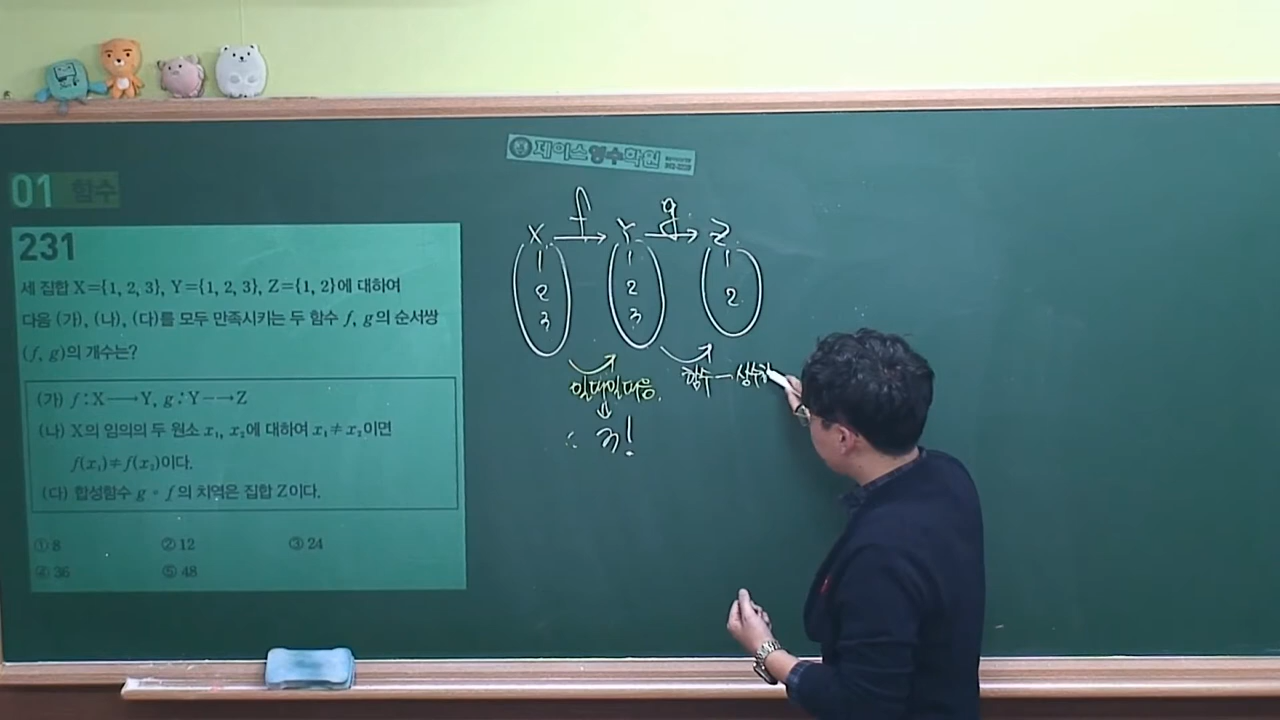 제이스영수학원
01 함수
231
세 집합 X={1, 2, 3}, Y={1, 2, 3}, Z={1, 2}에 대하여
다음 (가), (나), (다)를 모두 만족시키는 두 함수 f, g의 순서쌍
(f, g)의 개수는?
(가) f : X ⟶ Y, g : Y ⟶ Z
(나) X의 임의의 두 원소 x₁, x₂에 대하여 x₁≠x₂이면
f(x₁)≠f(x₂)이다.
(다) 합성함수 g∘f의 치역은 집합 Z이다.
① 8 ② 12 ③ 24
④ 36 ⑤ 48
f g
X → Y → Z
1 1 1
2 2 2
3 3
일대일대응. 함수 - 상수함
∴ 3!